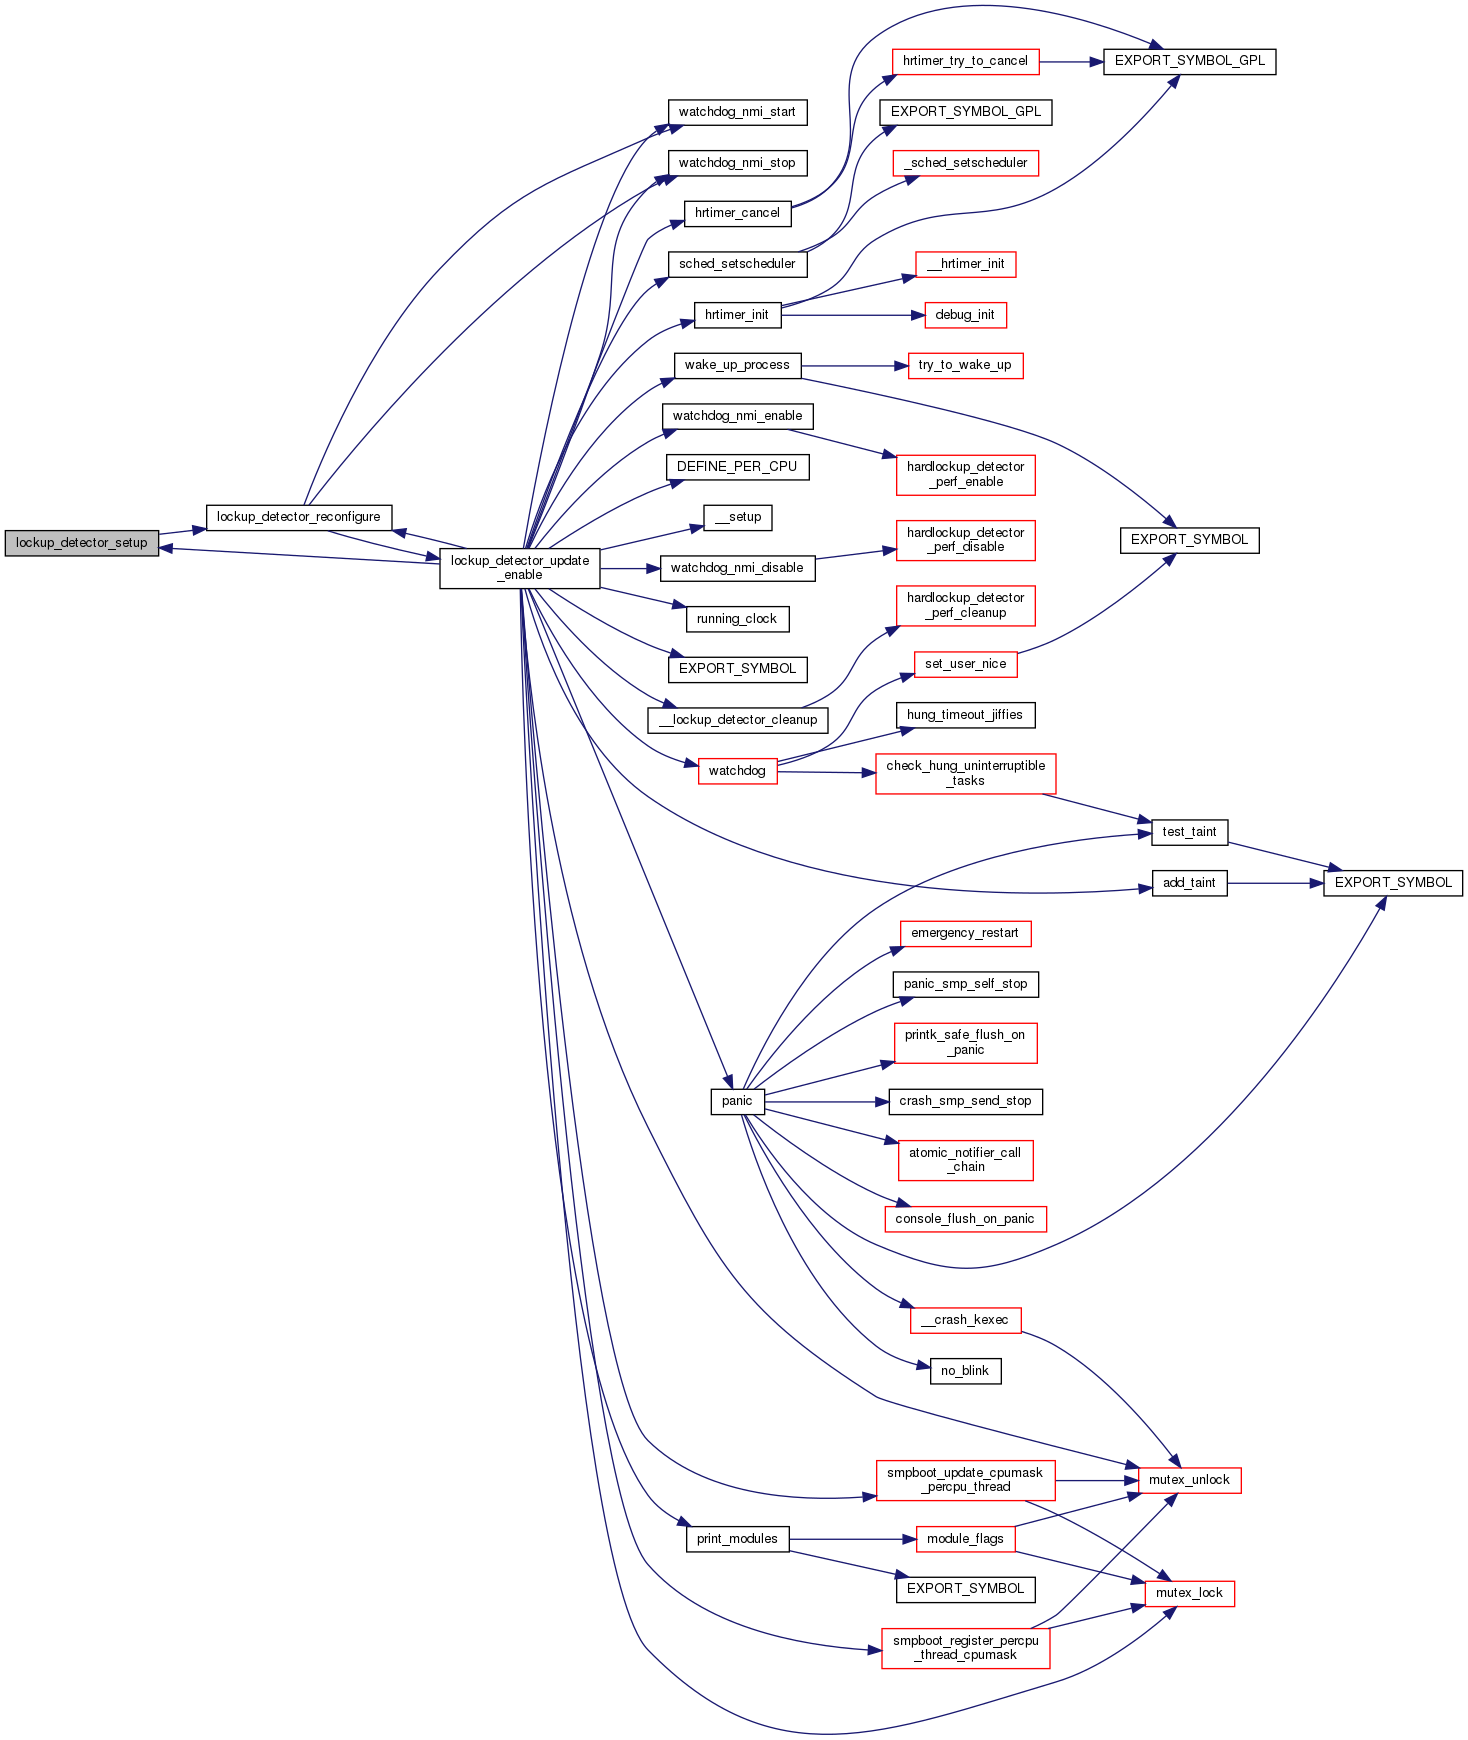 lockup_detector_setup
lockup_detector_reconfigure
lockup_detector_update
_enable
watchdog_nmi_start
watchdog_nmi_stop
hrtimer_cancel
sched_setscheduler
hrtimer_init
wake_up_process
watchdog_nmi_enable
DEFINE_PER_CPU
__setup
watchdog_nmi_disable
running_clock
EXPORT_SYMBOL
__lockup_detector_cleanup
watchdog
panic
print_modules
hrtimer_try_to_cancel
EXPORT_SYMBOL_GPL
_sched_setscheduler
__hrtimer_init
debug_init
try_to_wake_up
hardlockup_detector
_perf_enable
hardlockup_detector
_perf_disable
hardlockup_detector
_perf_cleanup
set_user_nice
hung_timeout_jiffies
check_hung_uninterruptible
_tasks
emergency_restart
panic_smp_self_stop
printk_safe_flush_on
_panic
crash_smp_send_stop
atomic_notifier_call
_chain
console_flush_on_panic
__crash_kexec
no_blink
smpboot_update_cpumask
_percpu_thread
module_flags
EXPORT_SYMBOL
smpboot_register_percpu
_thread_cpumask
EXPORT_SYMBOL_GPL
EXPORT_SYMBOL
test_taint
add_taint
mutex_unlock
mutex_lock
EXPORT_SYMBOL